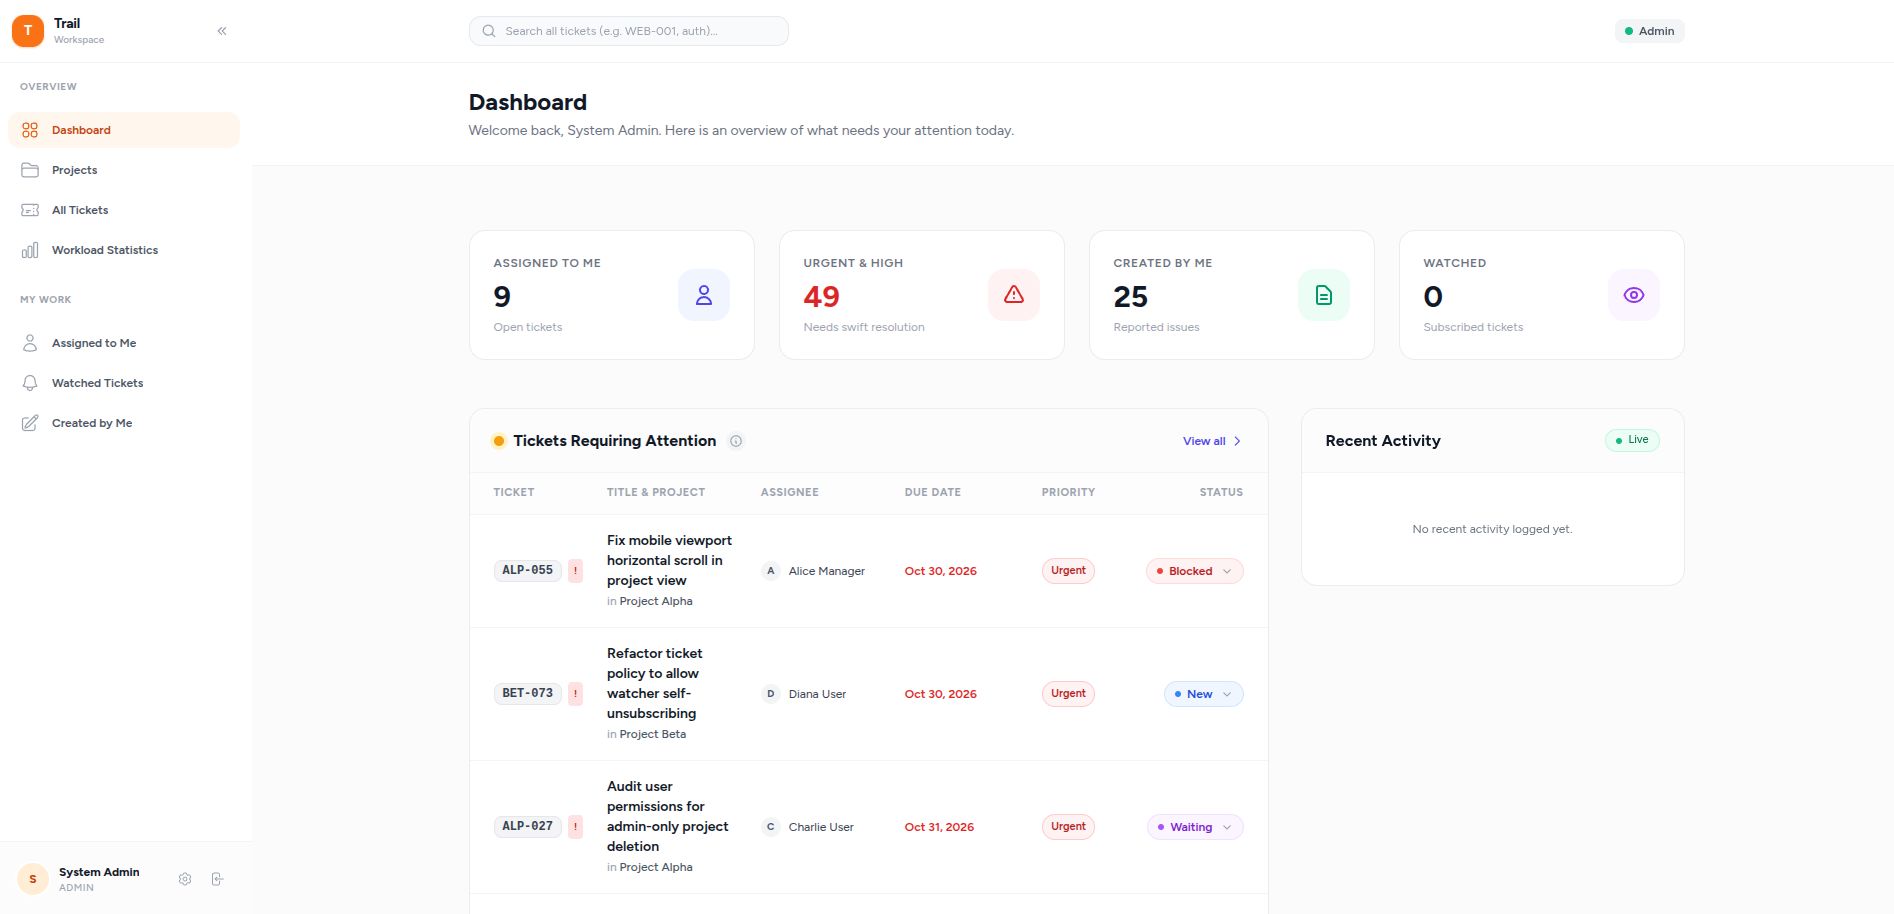 T
Trail
Workspace
Search all tickets (e.g. WEB-001, auth)...
Admin
OVERVIEW
Dashboard
Projects
All Tickets
Workload Statistics
MY WORK
Assigned to Me
Watched Tickets
Created by Me
S
System Admin
ADMIN
Dashboard
Welcome back, System Admin. Here is an overview of what needs your attention today.
ASSIGNED TO ME
9
Open tickets
URGENT & HIGH
49
Needs swift resolution
CREATED BY ME
25
Reported issues
WATCHED
0
Subscribed tickets
Tickets Requiring Attention
View all
TICKET TITLE & PROJECT ASSIGNEE DUE DATE PRIORITY STATUS
ALP-055 !
Fix mobile viewport
horizontal scroll in
project view
in Project Alpha
A Alice Manager
Oct 30, 2026
Urgent
Blocked
BET-073 !
Refactor ticket
policy to allow
watcher self-
unsubscribing
in Project Beta
D Diana User
Oct 30, 2026
Urgent
New
ALP-027 !
Audit user
permissions for
admin-only project
deletion
in Project Alpha
C Charlie User
Oct 31, 2026
Urgent
Waiting
Recent Activity
Live
No recent activity logged yet.